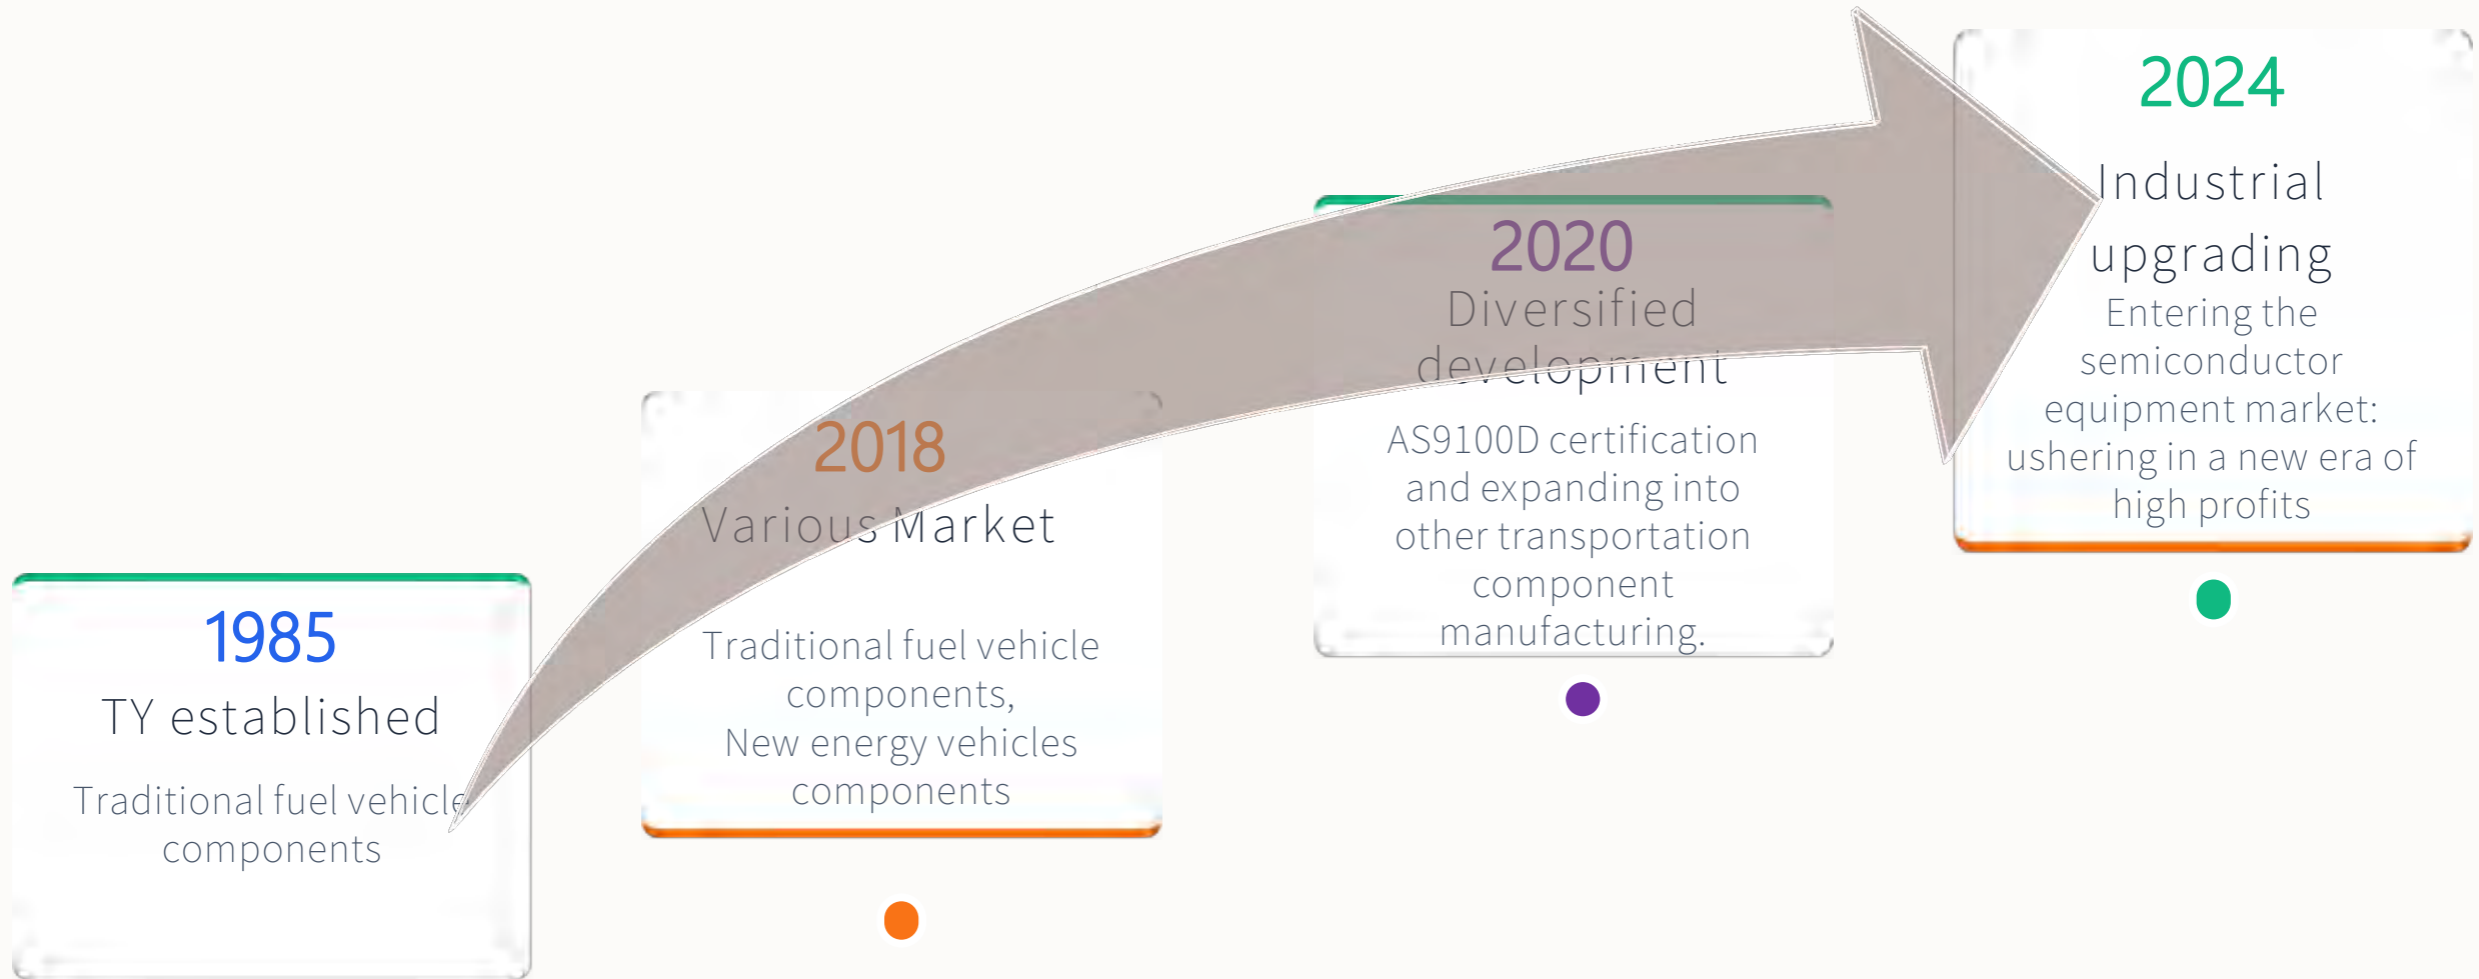 1985
TY established
Traditional fuel vehicle
components
2018
Various Market
Traditional fuel vehicle
components,
New energy vehicles
components
2020
Diversified
development
AS9100D certification
and expanding into
other transportation
component
manufacturing.
2024
Industrial
upgrading
Entering the
semiconductor
equipment market:
ushering in a new era of
high profits